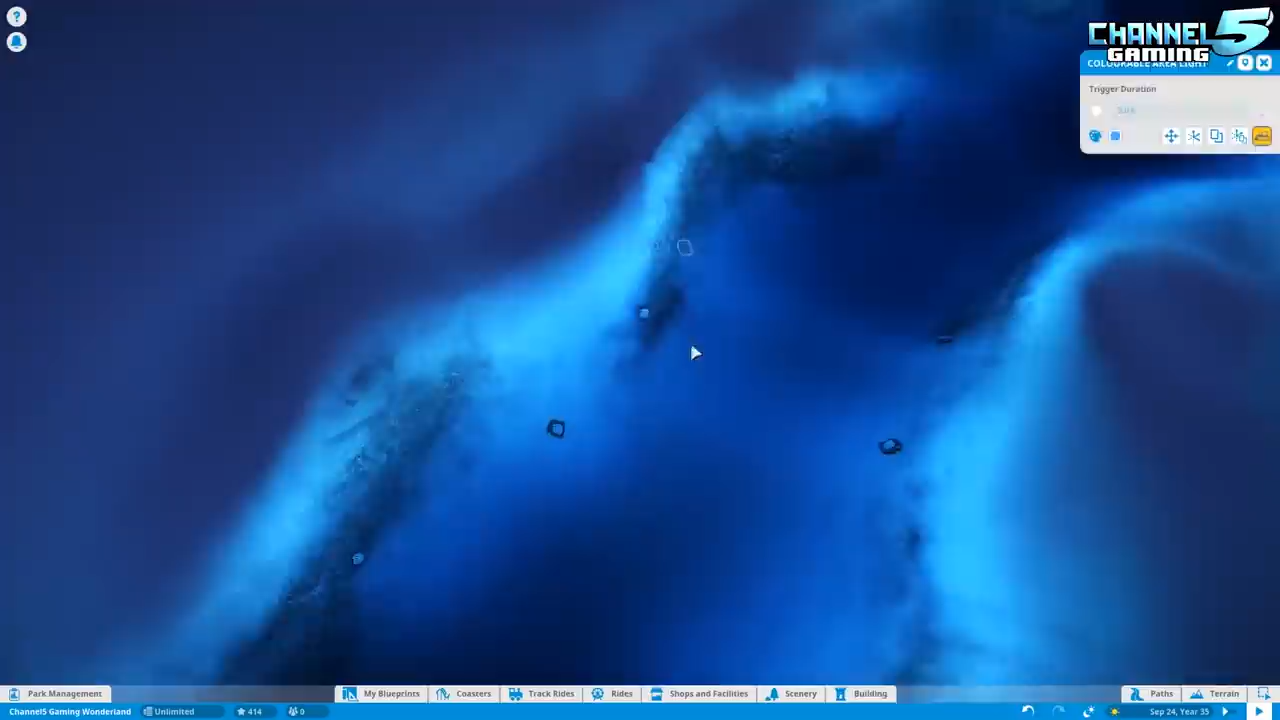 CHANNEL 5
GAMING
COLOURABLE AREA LIGHT
Trigger Duration
Park Management
My Blueprints
Coasters
Track Rides
Rides
Shops and Facilities
Scenery
Building
Paths
Terrain
Channel5 Gaming Wonderland
Unlimited
414
0
Sep 24, Year 35